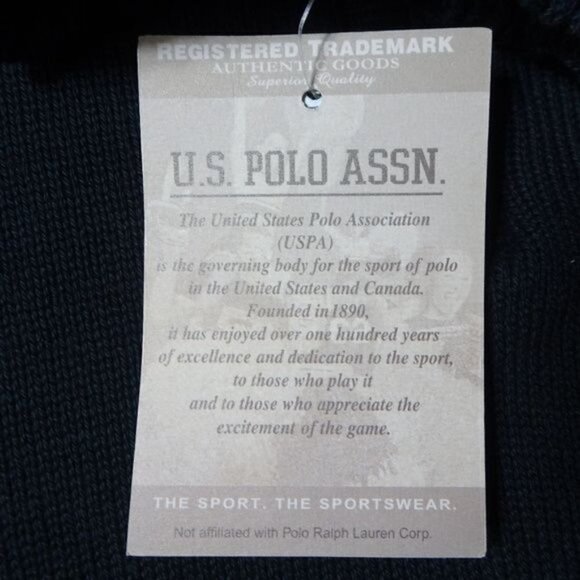 REGISTERED TRADEMARK
AUTHENTIC GOODS
Superior Quality
U.S. POLO ASSN.
The United States Polo Association
(USPA)
is the governing body for the sport of polo
in the United States and Canada.
Founded in 1890,
it has enjoyed over one hundred years
of excellence and dedication to the sport,
to those who play it
and to those who appreciate the
excitement of the game.
THE SPORT. THE SPORTSWEAR.
Not affiliated with Polo Ralph Lauren Corp.